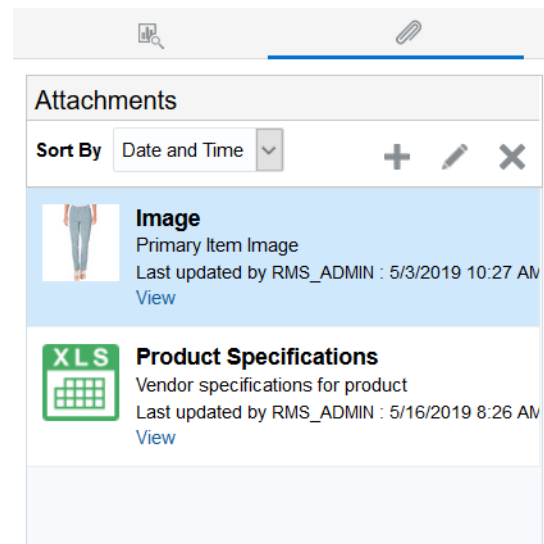 Attachments
Sort By Date and Time
Image
Primary Item Image
Last updated by RMS_ADMIN : 5/3/2019 10:27 AM
View
XLS
Product Specifications
Vendor specifications for product
Last updated by RMS_ADMIN : 5/16/2019 8:26 AM
View